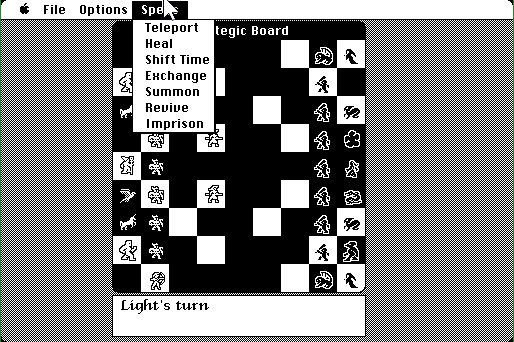 File Options Spe
tegic Board
Teleport
Heal
Shift Time
Exchange
Summon
Revive
Imprison
Light's turn